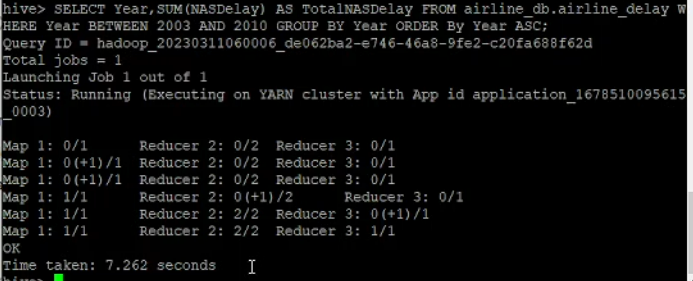 hive> SELECT Year,SUM(NASDelay) AS TotalNASDelay FROM airline_db.airline_delay W
HERE Year BETWEEN 2003 AND 2010 GROUP BY Year ORDER By Year ASC;
Query ID = hadoop_20230311060006_de062ba2-e746-46a8-9fe2-c20fa688f62d
Total jobs = 1
Launching Job 1 out of 1
Status: Running (Executing on YARN cluster with App id application_1678510095615
_0003)
Map 1: 0/1 Reducer 2: 0/2 Reducer 3: 0/1
Map 1: 0(+1)/1 Reducer 2: 0/2 Reducer 3: 0/1
Map 1: 0(+1)/1 Reducer 2: 0/2 Reducer 3: 0/1
Map 1: 1/1 Reducer 2: 0(+1)/2 Reducer 3: 0/1
Map 1: 1/1 Reducer 2: 2/2 Reducer 3: 0(+1)/1
Map 1: 1/1 Reducer 2: 2/2 Reducer 3: 1/1
OK
Time taken: 7.262 seconds
hive>